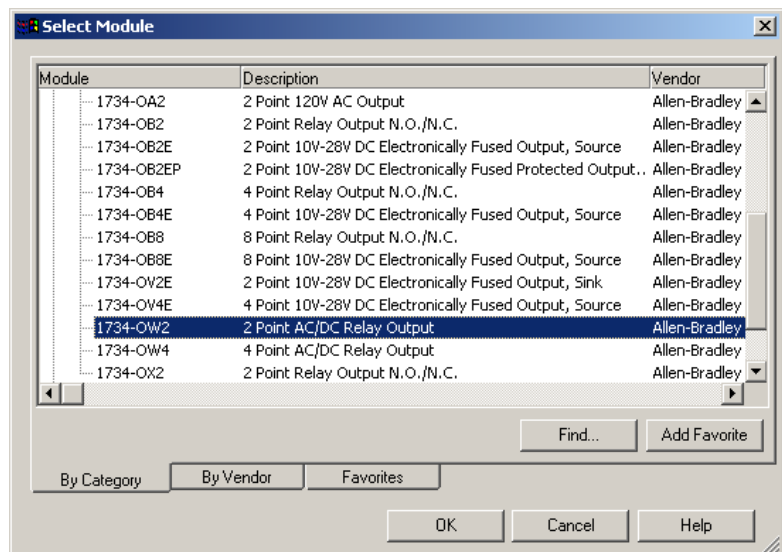 Select Module
Module Description Vendor
1734-OA2 2 Point 120V AC Output Allen-Bradley
1734-OB2 2 Point Relay Output N.O./N.C. Allen-Bradley
1734-OB2E 2 Point 10V-28V DC Electronically Fused Output, Source Allen-Bradley
1734-OB2EP 2 Point 10V-28V DC Electronically Fused Protected Output.. Allen-Bradley
1734-OB4 4 Point Relay Output N.O./N.C. Allen-Bradley
1734-OB4E 4 Point 10V-28V DC Electronically Fused Output, Source Allen-Bradley
1734-OB8 8 Point Relay Output N.O./N.C. Allen-Bradley
1734-OB8E 8 Point 10V-28V DC Electronically Fused Output, Source Allen-Bradley
1734-OV2E 2 Point 10V-28V DC Electronically Fused Output, Sink Allen-Bradley
1734-OV4E 4 Point 10V-28V DC Electronically Fused Output, Source Allen-Bradley
1734-OW2 2 Point AC/DC Relay Output Allen-Bradley
1734-OW4 4 Point AC/DC Relay Output Allen-Bradley
1734-OX2 2 Point Relay Output N.O./N.C. Allen-Bradley
Find... Add Favorite
By Category By Vendor Favorites
OK Cancel Help